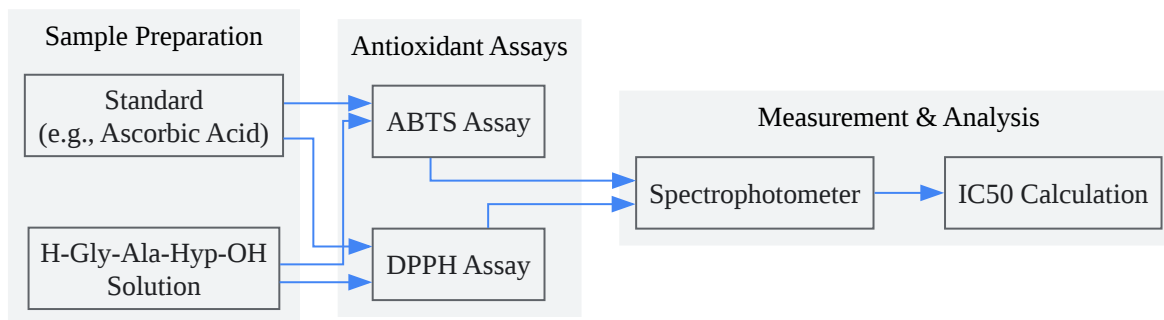 Sample Preparation
Standard
(e.g., Ascorbic Acid)
H-Gly-Ala-Hyp-OH
Solution
Antioxidant Assays
ABTS Assay
DPPH Assay
Measurement & Analysis
Spectrophotometer
IC50 Calculation